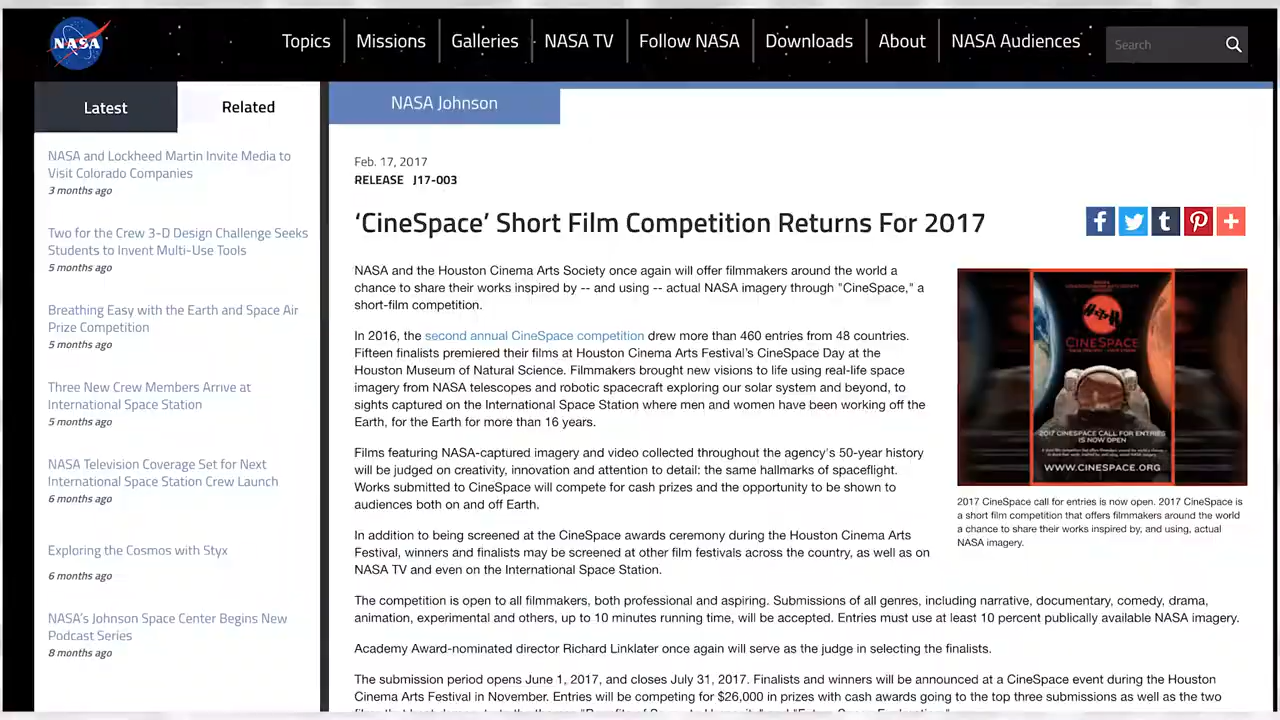 NASA
Topics
Missions
Galleries
NASA TV
Follow NASA
Downloads
About
NASA Audiences
Search
Latest
Related
NASA and Lockheed Martin Invite Media to
Visit Colorado Companies
3 months ago
Two for the Crew 3-D Design Challenge Seeks
Students to Invent Multi-Use Tools
5 months ago
Breathing Easy with the Earth and Space Air
Prize Competition
5 months ago
Three New Crew Members Arrive at
International Space Station
5 months ago
NASA Television Coverage Set for Next
International Space Station Crew Launch
6 months ago
Exploring the Cosmos with Styx
6 months ago
NASA's Johnson Space Center Begins New
Podcast Series
8 months ago
NASA Johnson
Feb. 17, 2017
RELEASE J17-003
‘CineSpace’ Short Film Competition Returns For 2017
NASA and the Houston Cinema Arts Society once again will offer filmmakers around the world a
chance to share their works inspired by -- and using -- actual NASA imagery through "CineSpace," a
short-film competition.
In 2016, the second annual CineSpace competition drew more than 460 entries from 48 countries.
Fifteen finalists premiered their films at Houston Cinema Arts Festival's CineSpace Day at the
Houston Museum of Natural Science. Filmmakers brought new visions to life using real-life space
imagery from NASA telescopes and robotic spacecraft exploring our solar system and beyond, to
sights captured on the International Space Station where men and women have been working off the
Earth, for the Earth for more than 16 years.
Films featuring NASA-captured imagery and video collected throughout the agency's 50-year history
will be judged on creativity, innovation and attention to detail: the same hallmarks of spaceflight.
Works submitted to CineSpace will compete for cash prizes and the opportunity to be shown to
audiences both on and off Earth.
In addition to being screened at the CineSpace awards ceremony during the Houston Cinema Arts
Festival, winners and finalists may be screened at other film festivals across the country, as well as on
NASA TV and even on the International Space Station.
CINESPACE
2017 CINESPACE CALL FOR ENTRIES
IS NOW OPEN
WWW.CINESPACE.ORG
2017 CineSpace call for entries is now open. 2017 CineSpace is
a short film competition that offers filmmakers around the world
a chance to share their works inspired by, and using, actual
NASA imagery.
The competition is open to all filmmakers, both professional and aspiring. Submissions of all genres, including narrative, documentary, comedy, drama,
animation, experimental and others, up to 10 minutes running time, will be accepted. Entries must use at least 10 percent publically available NASA imagery.
Academy Award-nominated director Richard Linklater once again will serve as the judge in selecting the finalists.
The submission period opens June 1, 2017, and closes July 31, 2017. Finalists and winners will be announced at a CineSpace event during the Houston
Cinema Arts Festival in November. Entries will be competing for $26,000 in prizes with cash awards going to the top three submissions as well as the two